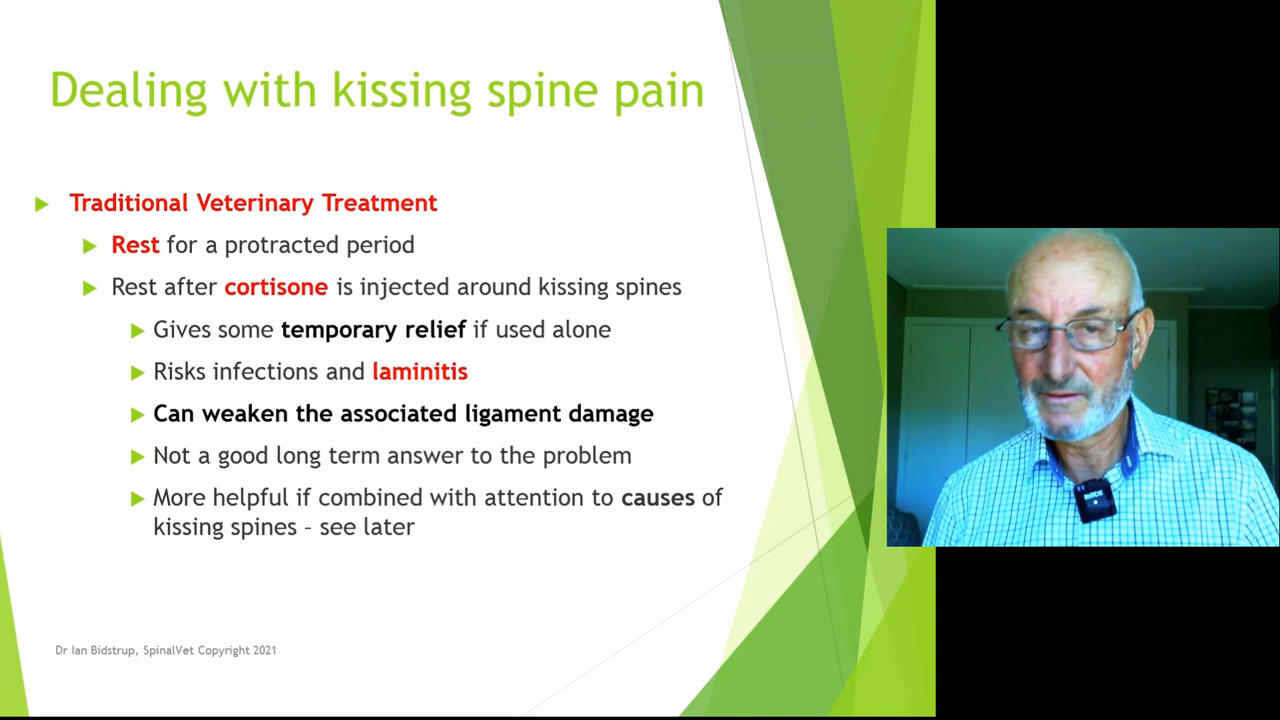 Dealing with kissing spine pain
Traditional Veterinary Treatment
Rest for a protracted period
Rest after cortisone is injected around kissing spines
Gives some temporary relief if used alone
Risks infections and laminitis
Can weaken the associated ligament damage
Not a good long term answer to the problem
More helpful if combined with attention to causes of
kissing spines – see later
Dr Ian Bidstrup, SpinalVet Copyright 2021
RØDE